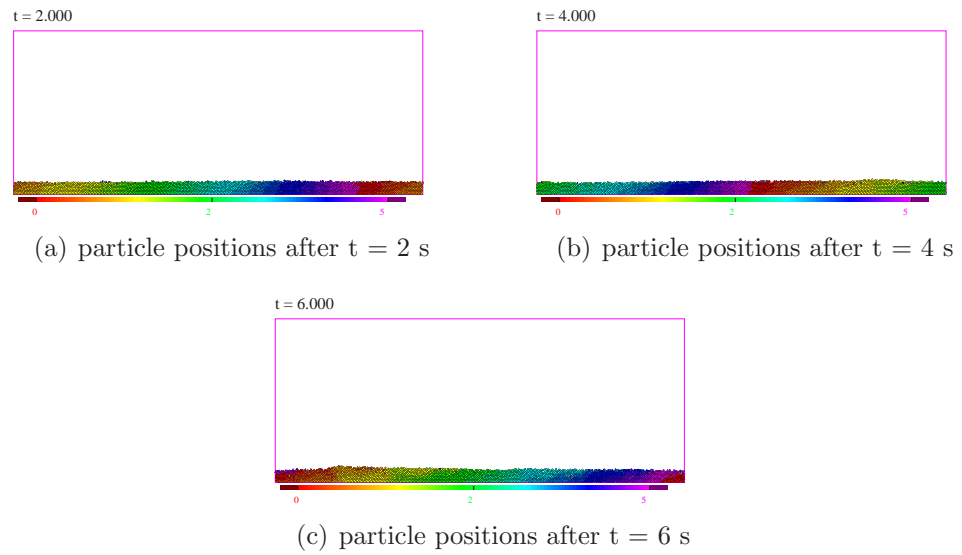 t = 2.000
t = 4.000
0 2 5
0 2 5
(a) particle positions after t = 2 s
(b) particle positions after t = 4 s
t = 6.000
0 2 5
(c) particle positions after t = 6 s